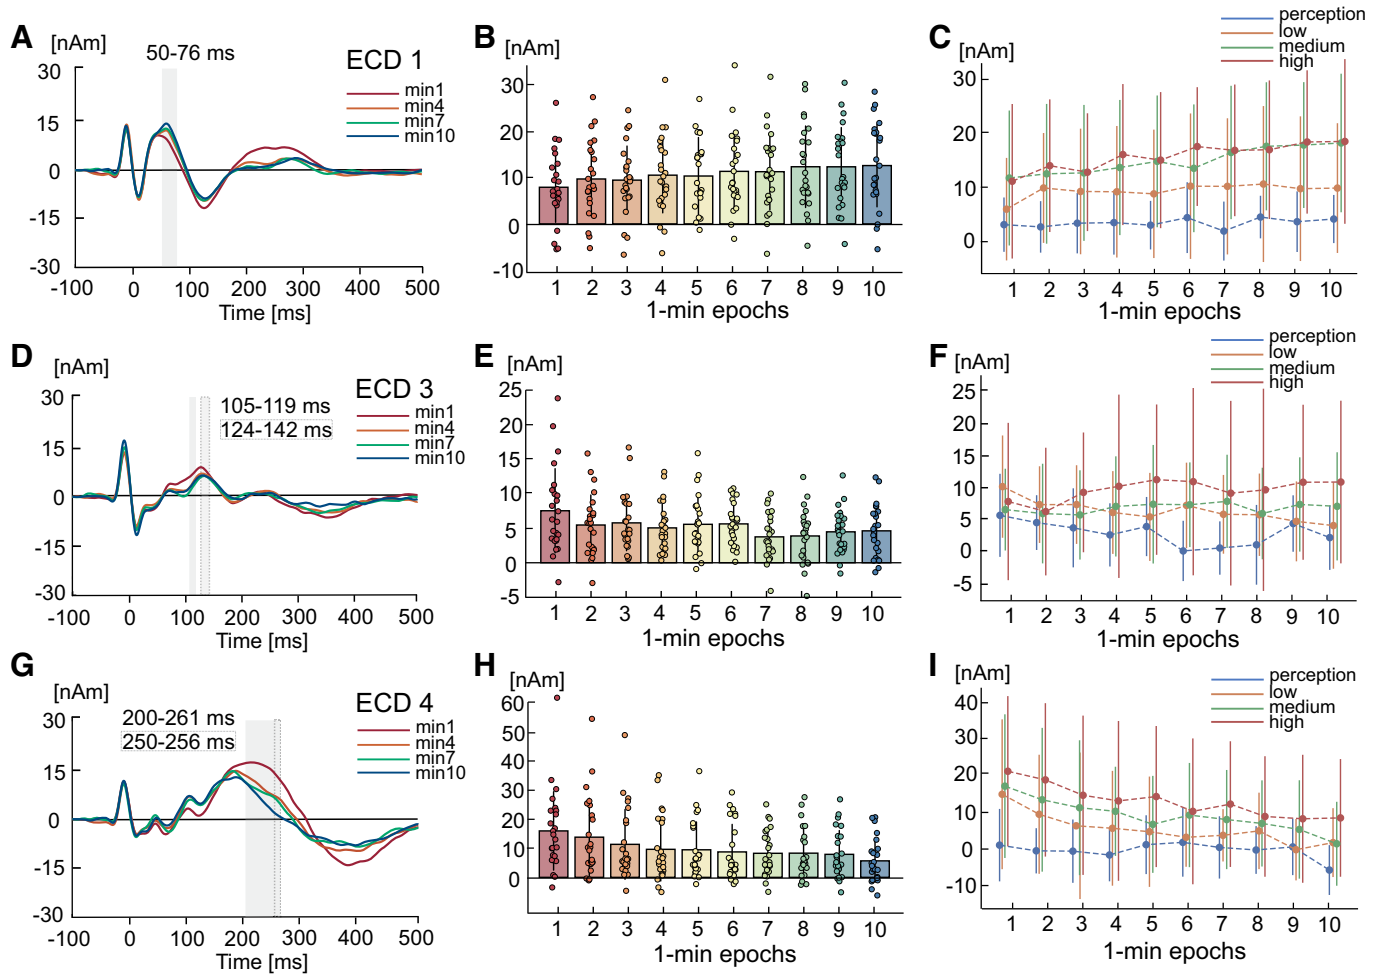 A
[nAm]
50-76 ms
ECD 1
min1
min4
min7
min10
30
15
0
-15
-30
-100
0
100
200
300
400
500
Time [ms]
B
[nAm]
30
20
10
0
-10
1 2 3 4 5 6 7 8 9 10
1-min epochs
C
[nAm]
perception
low
medium
high
30
20
10
0
1 2 3 4 5 6 7 8 9 10
1-min epochs
D
[nAm]
105-119 ms
124-142 ms
ECD 3
min1
min4
min7
min10
30
15
0
-15
-30
-100
0
100
200
300
400
500
Time [ms]
E
[nAm]
25
20
15
10
5
0
-5
1 2 3 4 5 6 7 8 9 10
1-min epochs
F
[nAm]
perception
low
medium
high
25
20
15
10
5
0
-5
1 2 3 4 5 6 7 8 9 10
1-min epochs
G
[nAm]
200-261 ms
250-256 ms
ECD 4
min1
min4
min7
min10
30
15
0
-15
-30
-100
0
100
200
300
400
500
Time [ms]
H
[nAm]
60
40
30
20
10
0
1 2 3 4 5 6 7 8 9 10
1-min epochs
I
[nAm]
perception
low
medium
high
40
30
20
10
0
-10
1 2 3 4 5 6 7 8 9 10
1-min epochs